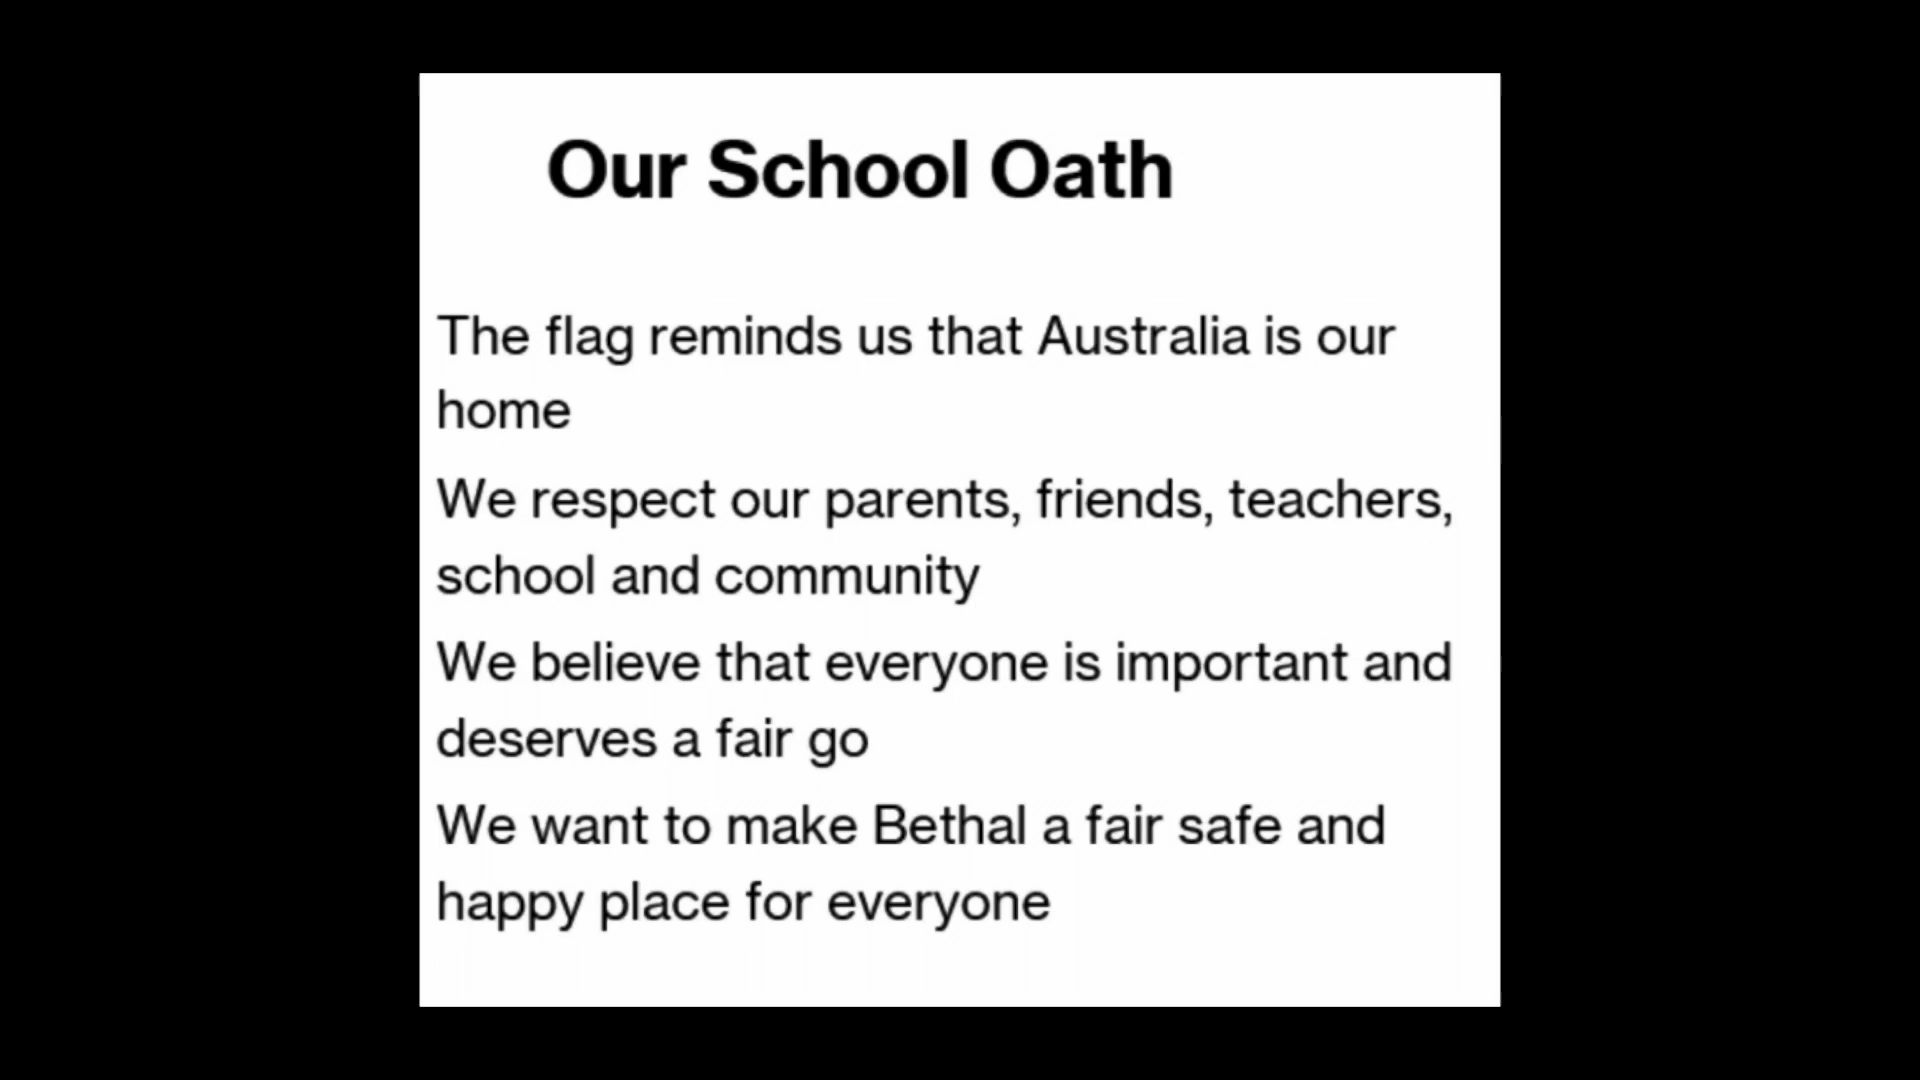 Our School Oath
The flag reminds us that Australia is our
home
We respect our parents, friends, teachers,
school and community
We believe that everyone is important and
deserves a fair go
We want to make Bethal a fair safe and
happy place for everyone